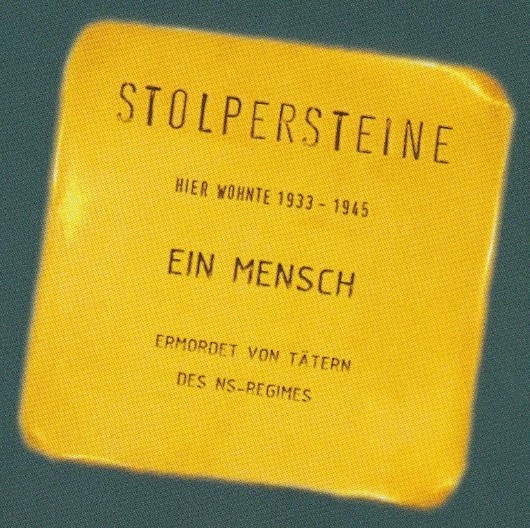 STOLPERSTEINE
HIER WOHNTE 1933 - 1945
EIN MENSCH
ERMORDET VON TÄTERN
DES NS-REGIMES